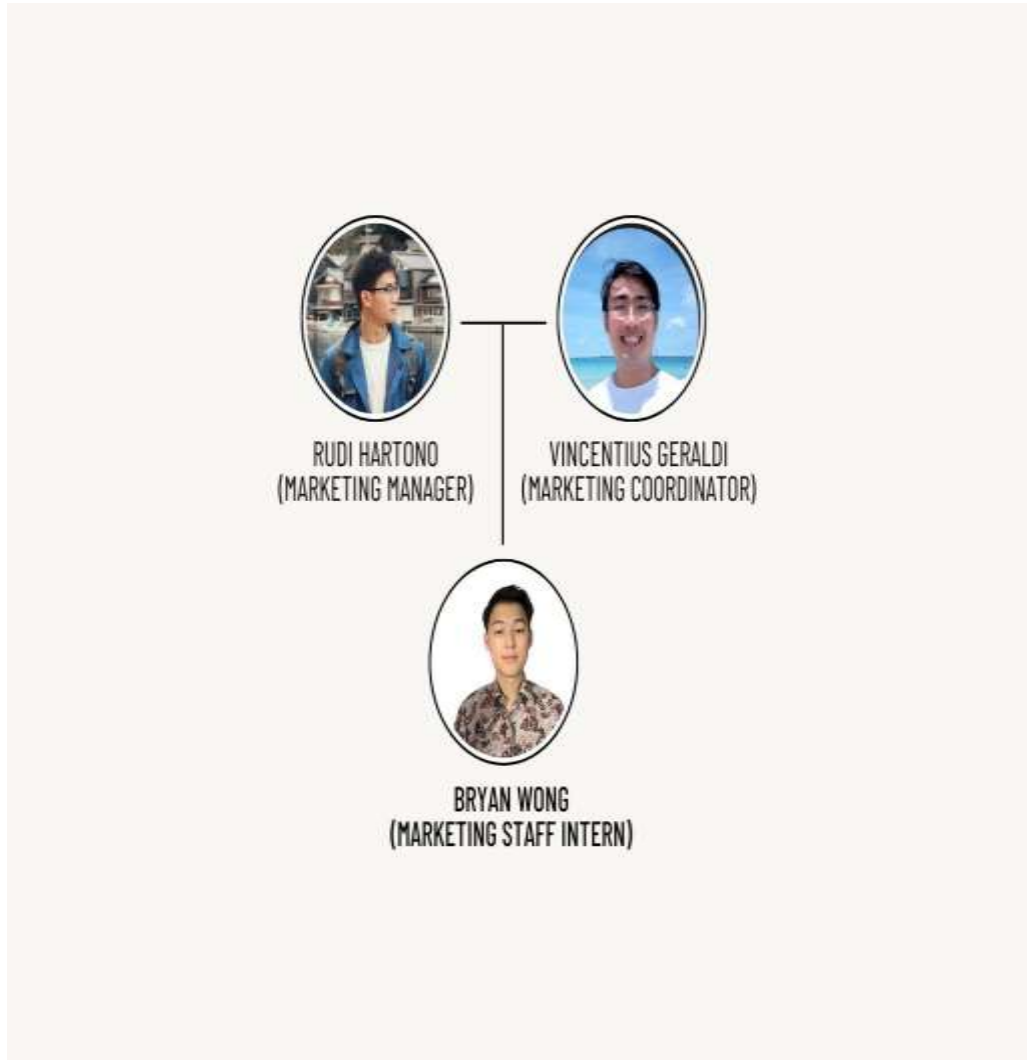 RUDI HARTONO
(MARKETING MANAGER)
VINCENTIUS GERALDI
(MARKETING COORDINATOR)
BRYAN WONG
(MARKETING STAFF INTERN)